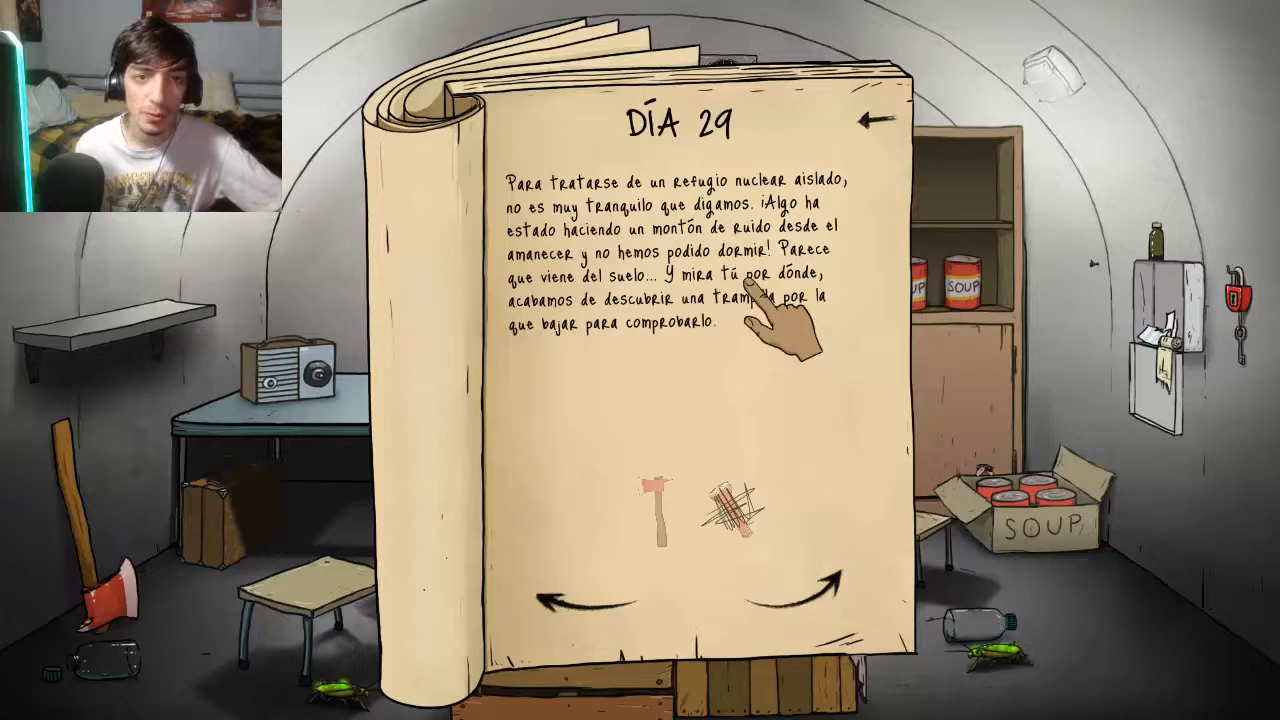 DÍA 29
Para tratarse de un refugio nuclear aislado,
no es muy tranquilo que digamos. ¡Algo ha
estado haciendo un montón de ruido desde el
amanecer y no hemos podido dormir! Parece
que viene del suelo... Y mira tú por dónde,
acabamos de descubrir una trampilla por la
que bajar para comprobarlo.
UP
SOUP
SOUP